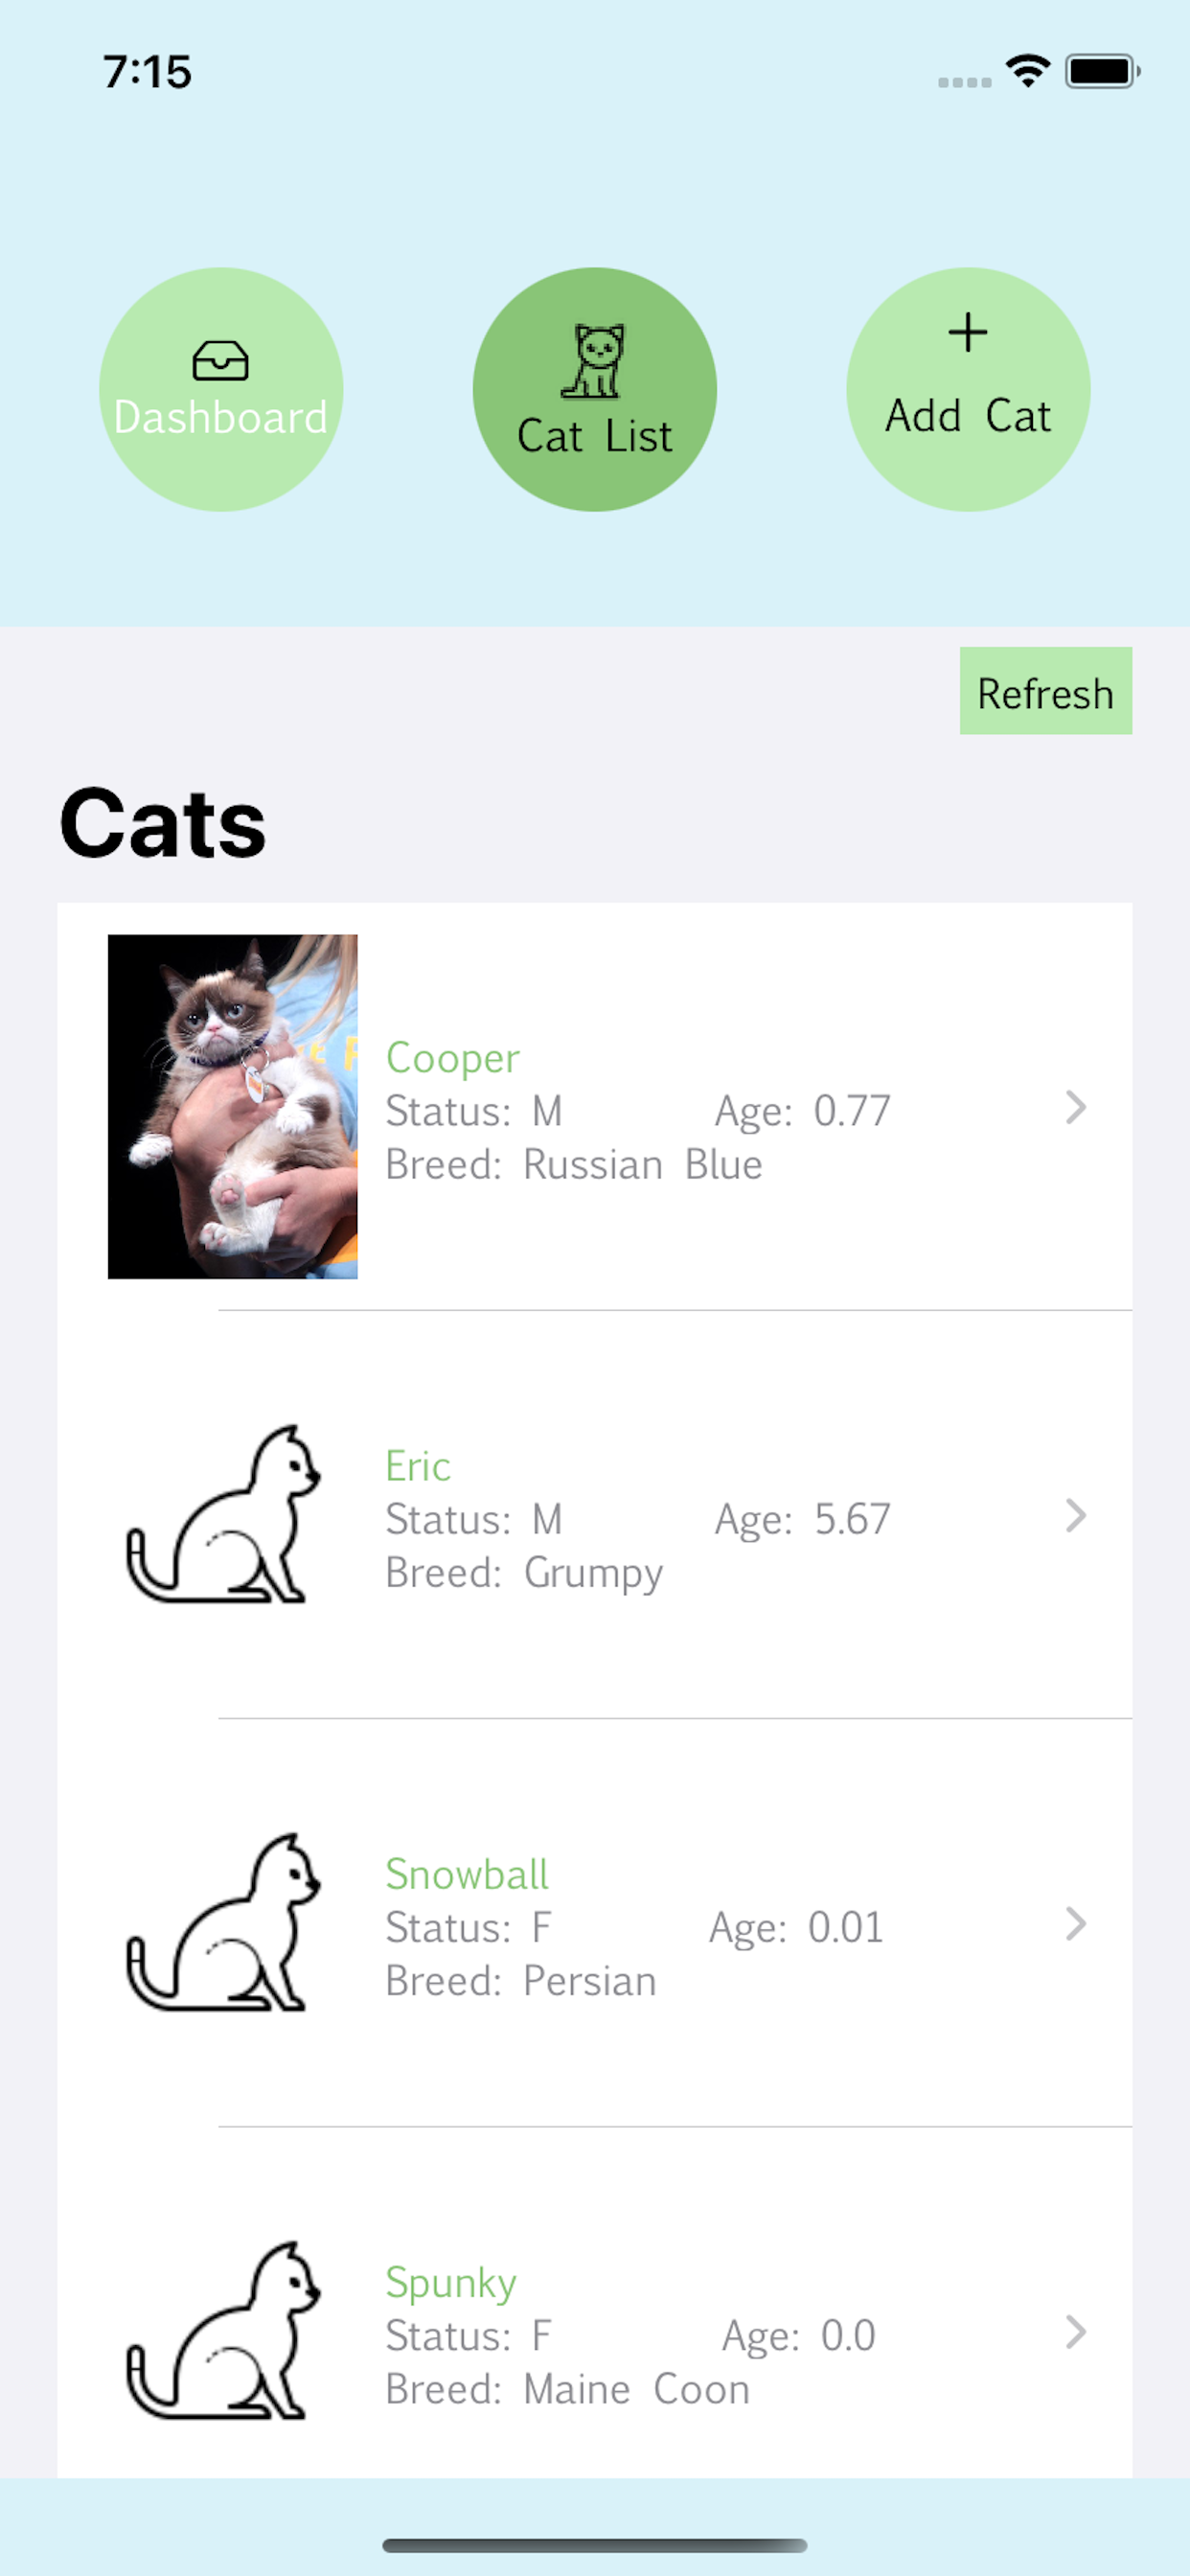 7:15
Dashboard
Cat List
Add Cat
Refresh
Cats
Cooper
Status: M Age: 0.77
Breed: Russian Blue
Eric
Status: M Age: 5.67
Breed: Grumpy
Snowball
Status: F Age: 0.01
Breed: Persian
Spunky
Status: F Age: 0.0
Breed: Maine Coon